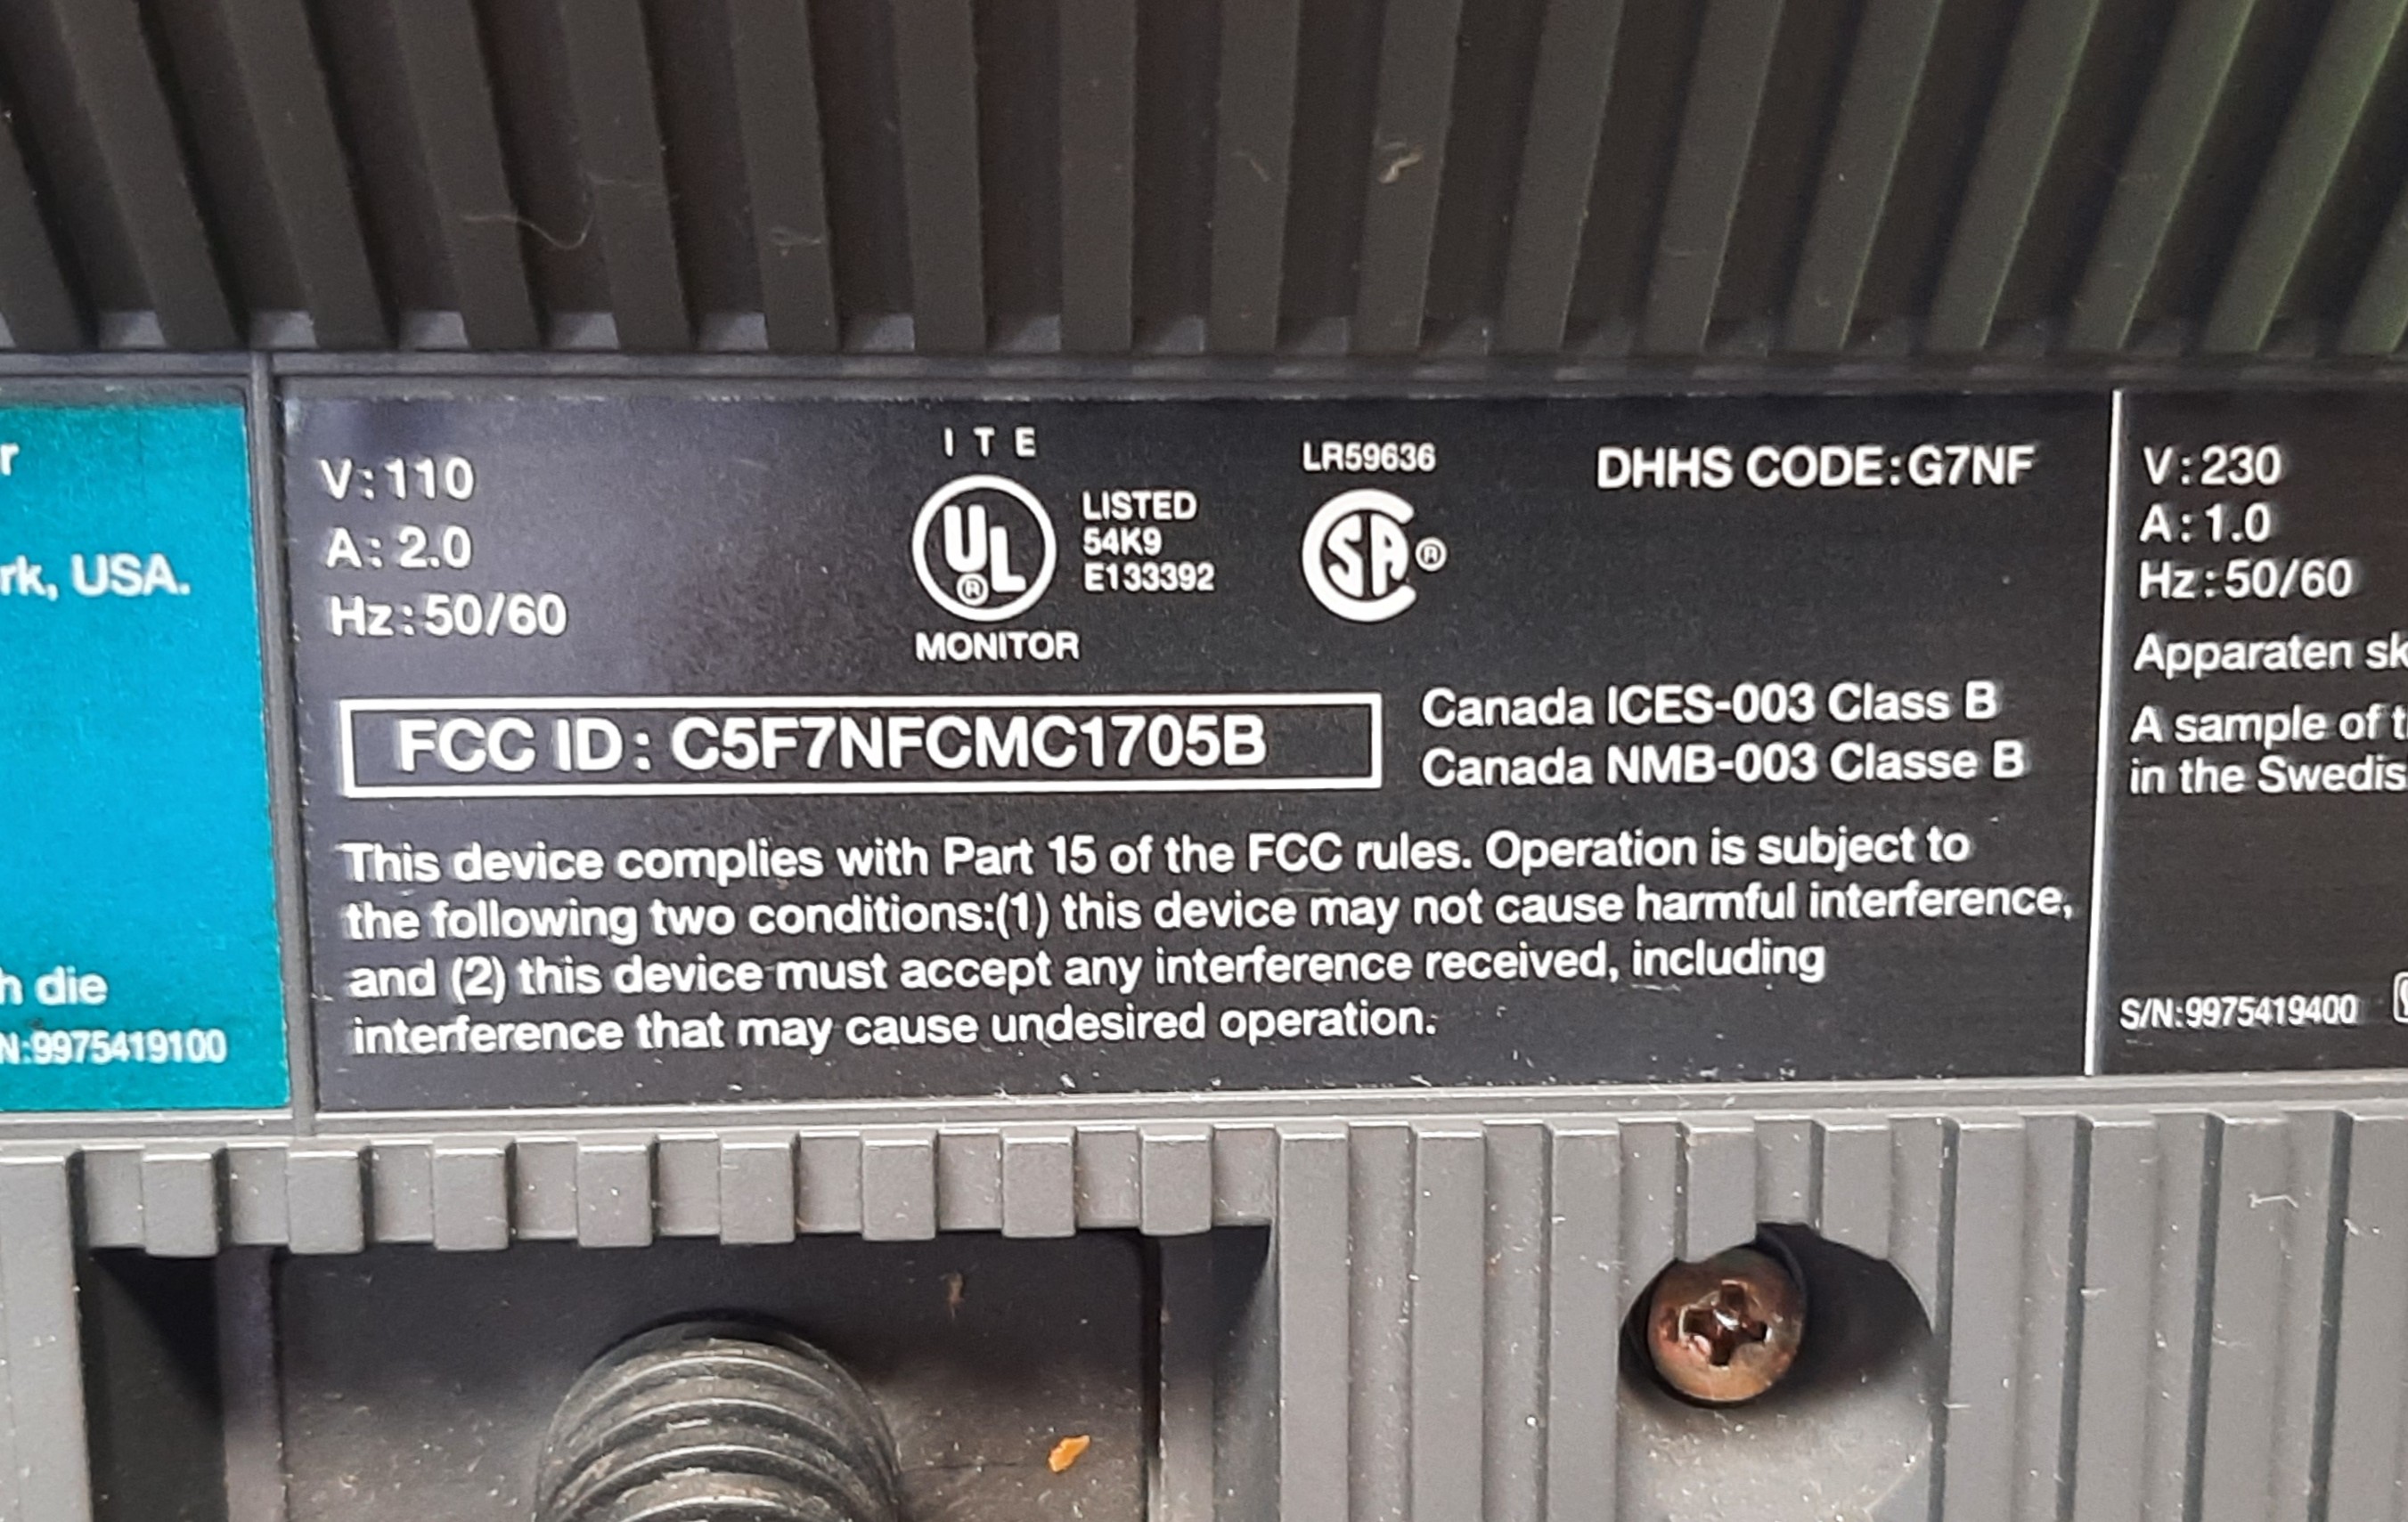 r
rk, USA.
h die
N:9975419100
V:110
A: 2.0
Hz:50/60
I T E
UL®
LISTED
54K9
E133392
MONITOR
LR59636
CSA®
DHHS CODE:G7NF
FCC ID: C5F7NFCMC1705B
Canada ICES-003 Class B
Canada NMB-003 Classe B
This device complies with Part 15 of the FCC rules. Operation is subject to
the following two conditions:(1) this device may not cause harmful interference,
and (2) this device must accept any interference received, including
interference that may cause undesired operation.
V:230
A:1.0
Hz:50/60
Apparaten sk
A sample of t
in the Swedis
S/N:9975419400